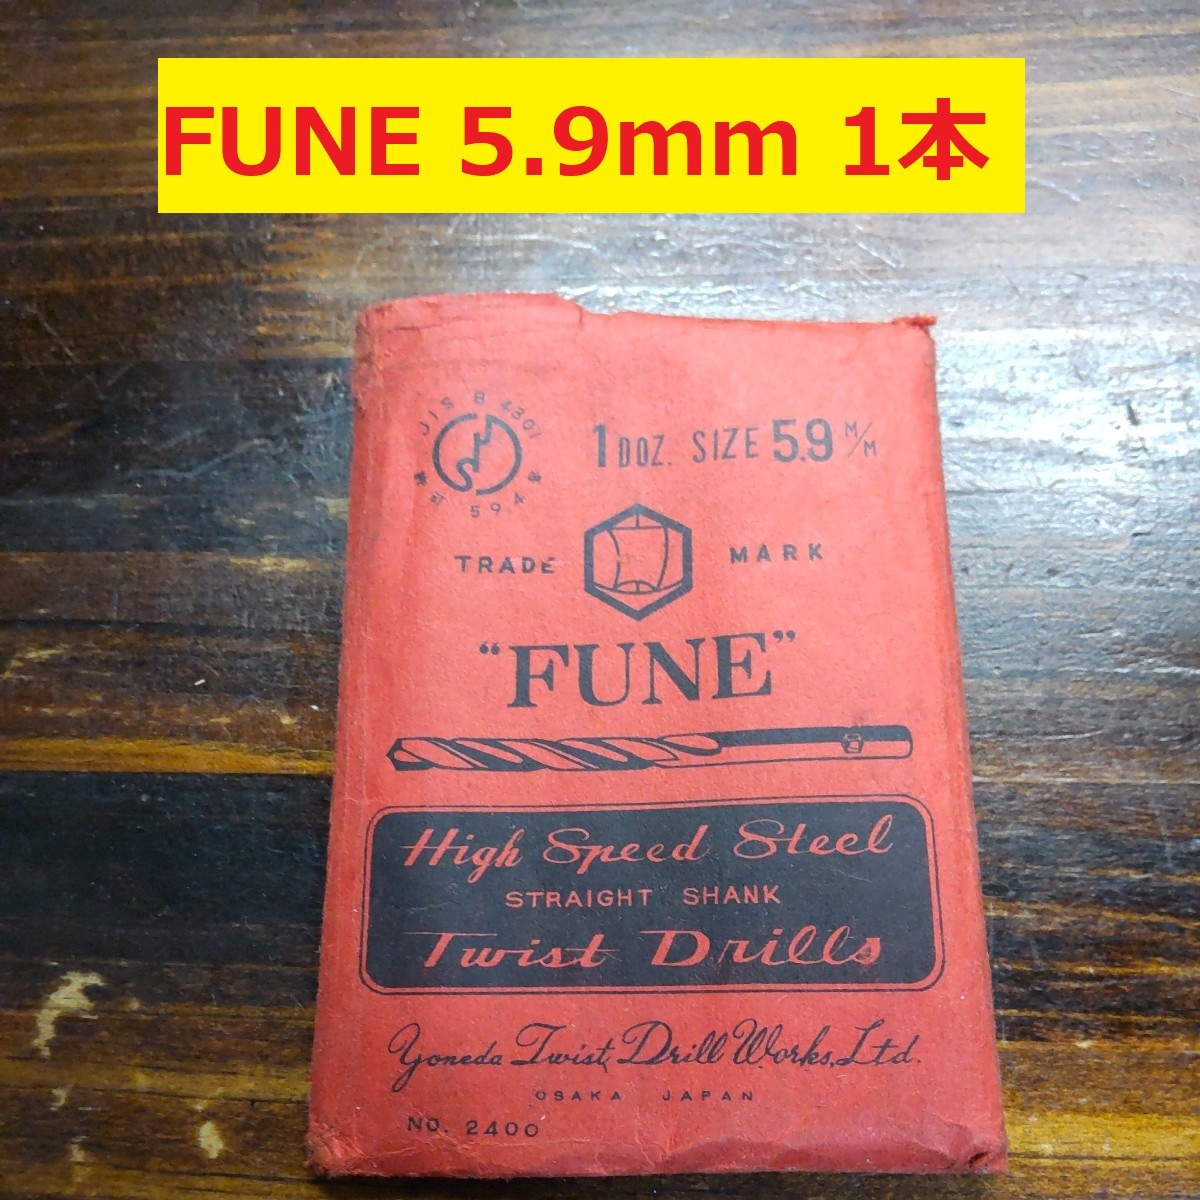 FUNE 5.9mm 1本
JIS B 4301
594
1 DOZ. SIZE 5.9 M/M
TRADE MARK
"FUNE"
High Speed Steel
STRAIGHT SHANK
Twist Drills
Yoneda Twist Drill Works, Ltd.
OSAKA JAPAN
NO. 2400